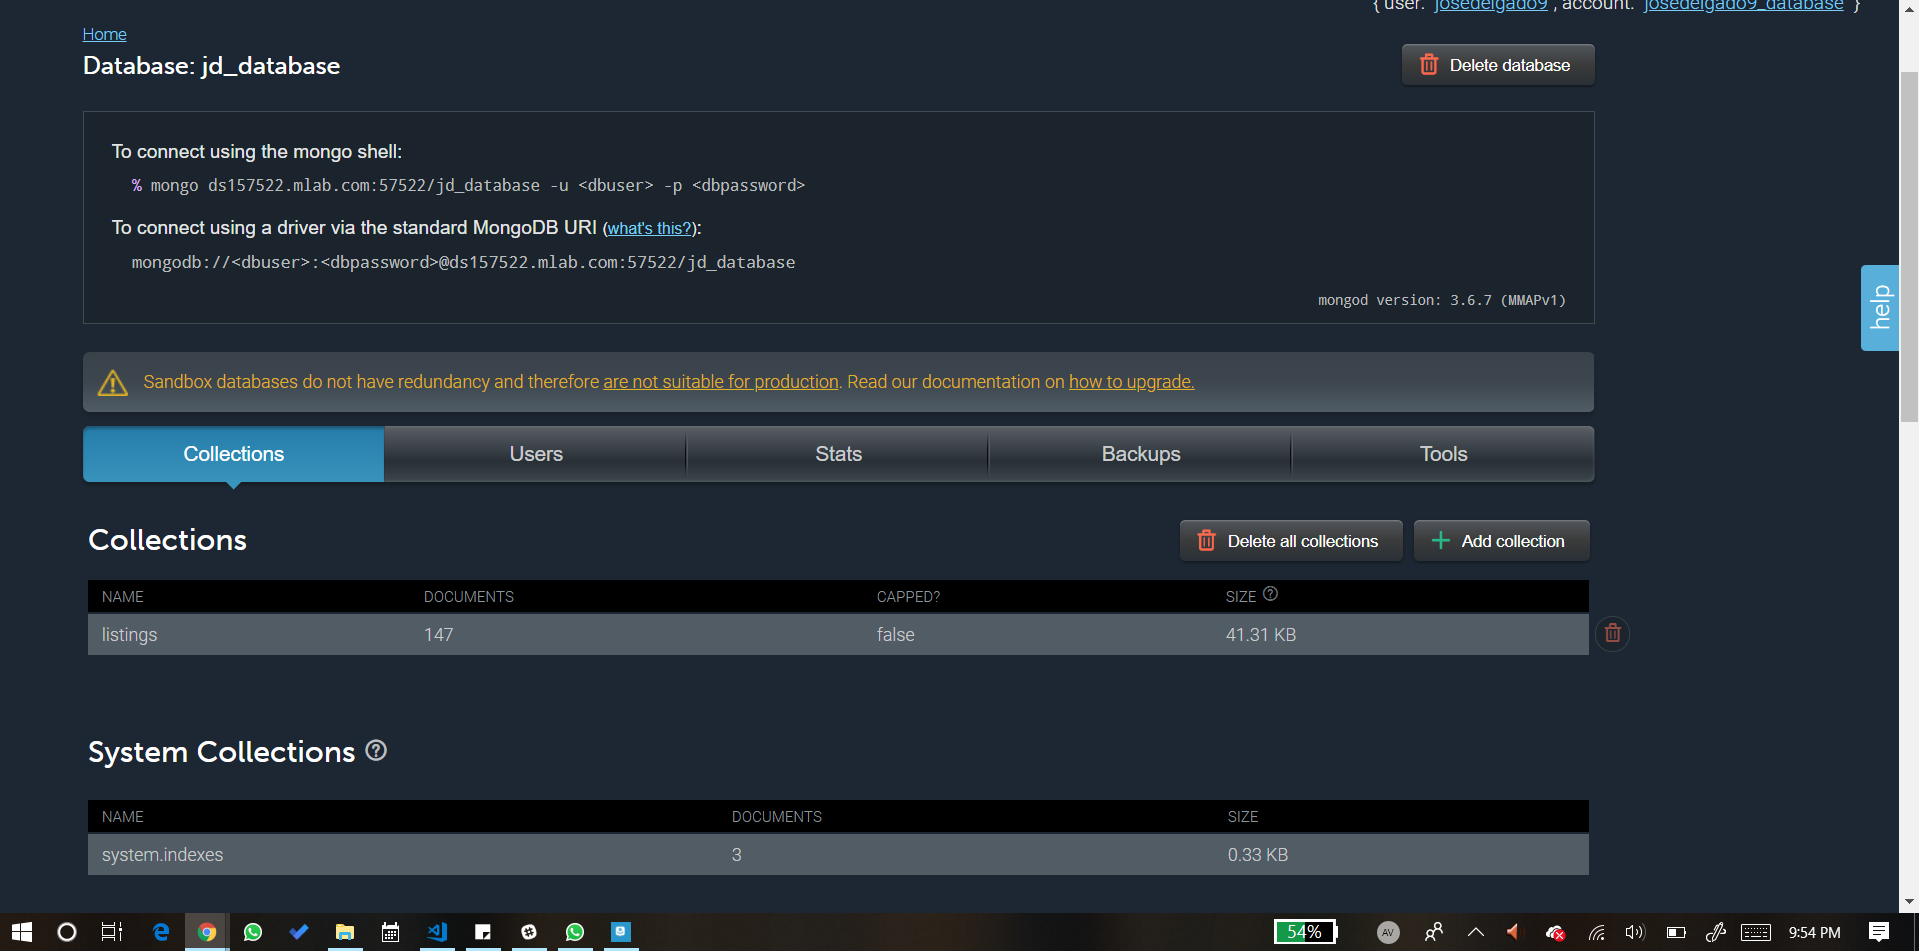 { user: "josedelgado9", account: "josedelgado9_database" }
Home
Database: jd_database
Delete database
To connect using the mongo shell:
% mongo ds157522.mlab.com:57522/jd_database -u <dbuser> -p <dbpassword>
To connect using a driver via the standard MongoDB URI (what's this?):
mongodb://<dbuser>:<dbpassword>@ds157522.mlab.com:57522/jd_database
mongod version: 3.6.7 (MMAPv1)
help
Sandbox databases do not have redundancy and therefore are not suitable for production. Read our documentation on how to upgrade.
Collections Users Stats Backups Tools
Collections
Delete all collections Add collection
NAME DOCUMENTS CAPPED? SIZE ?
listings 147 false 41.31 KB
System Collections ?
NAME DOCUMENTS SIZE
system.indexes 3 0.33 KB
54% AV 9:54 PM